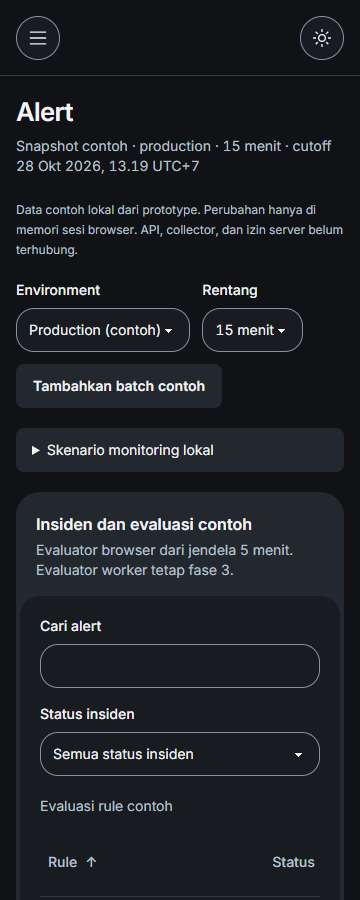 Alert
Snapshot contoh · production · 15 menit · cutoff
28 Okt 2026, 13.19 UTC+7
Data contoh lokal dari prototype. Perubahan hanya di
memori sesi browser. API, collector, dan izin server belum
terhubung.
Environment
Rentang
Production (contoh)
15 menit
Tambahkan batch contoh
Skenario monitoring lokal
Insiden dan evaluasi contoh
Evaluator browser dari jendela 5 menit.
Evaluator worker tetap fase 3.
Cari alert
Status insiden
Semua status insiden
Evaluasi rule contoh
Rule ↑
Status